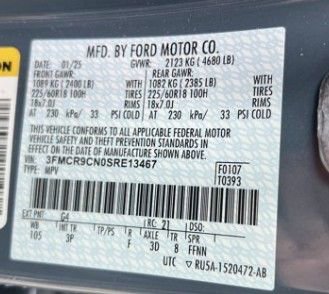 ON
MFD. BY FORD MOTOR CO.
DATE: 01/25 GVWR: 2123 KG ( 4680 LB)
FRONT GAWR: REAR GAWR:
1089 KG ( 2400 LB) 1082 KG ( 2385 LB)
225/60R18 100H TIRES 225/60R18 100H TIRES
18x7.0J RIMS 18x7.0J RIMS
AT 230 kPa/ 33 PSI COLD AT 230 kPa/ 33 PSI COLD
THIS VEHICLE CONFORMS TO ALL APPLICABLE FEDERAL MOTOR
VEHICLE SAFETY AND THEFT PREVENTION STANDARDS IN
EFFECT ON THE DATE OF MANUFACTURE SHOWN ABOVE.
VIN: 3FMCR9CN0SRE13467 F0107
TYPE: MPV T0393
EXT PNT: G4 RC: 21 DSO:
WB INT TR TP/PS R AXLE TR SPR
105 3P F 3D 8 FFNN
UTC ▿ RU5A-1520472-AB